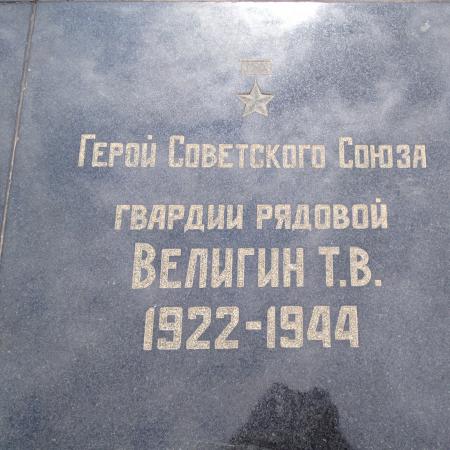 Герой Советского Союза
гвардии рядовой
Велигин Т.В.
1922-1944